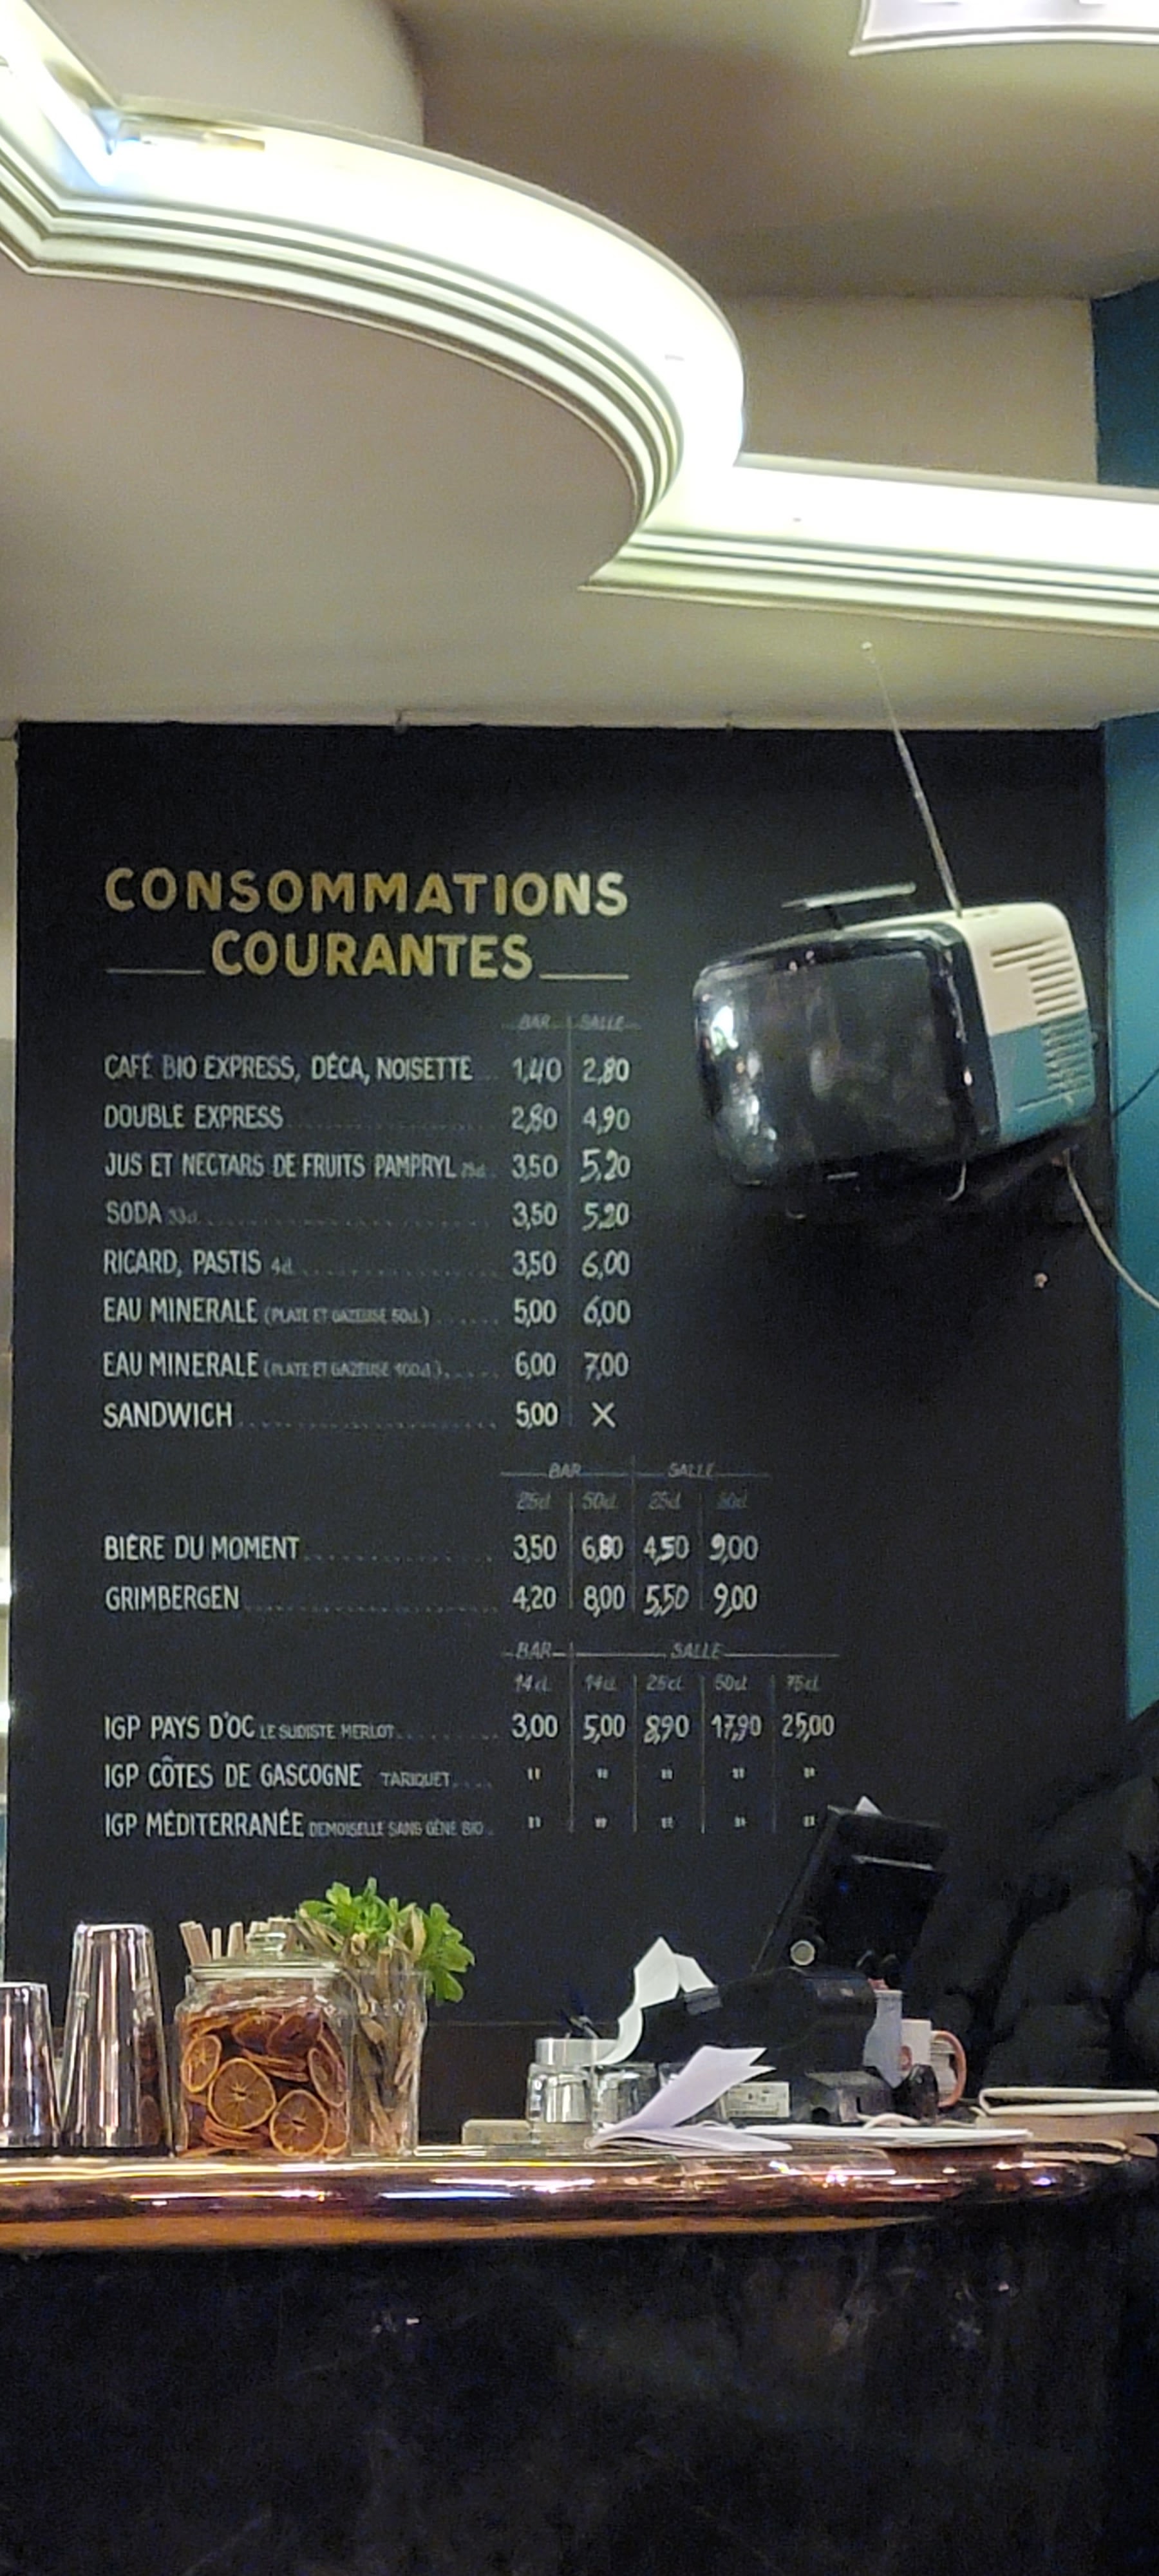 CONSOMMATIONS
COURANTES
BAR SALLE
CAFÉ BIO EXPRESS, DÉCA, NOISETTE 1,40 2,80
DOUBLE EXPRESS 2,80 4,90
JUS ET NECTARS DE FRUITS PAMPRYL 3,50 5,20
SODA 33cl 3,50 5,20
RICARD, PASTIS 4cl 3,50 6,00
EAU MINERALE (PLATE ET GAZEUSE 50cl) 5,00 6,00
EAU MINERALE (PLATE ET GAZEUSE 100cl) 6,00 7,00
SANDWICH 5,00 X
BAR SALLE
25cl 50cl 25cl 50cl
BIÈRE DU MOMENT 3,50 6,80 4,50 9,00
GRIMBERGEN 4,20 8,00 5,50 9,00
BAR SALLE
14cl 14cl 25cl 50cl 75cl
IGP PAYS D'OC LE SUDISTE MERLOT 3,00 5,00 8,90 17,90 25,00
IGP CÔTES DE GASCOGNE TARIQUET " " " " "
IGP MÉDITERRANÉE DEMOISELLE SANS GÊNE BIO " " " " "